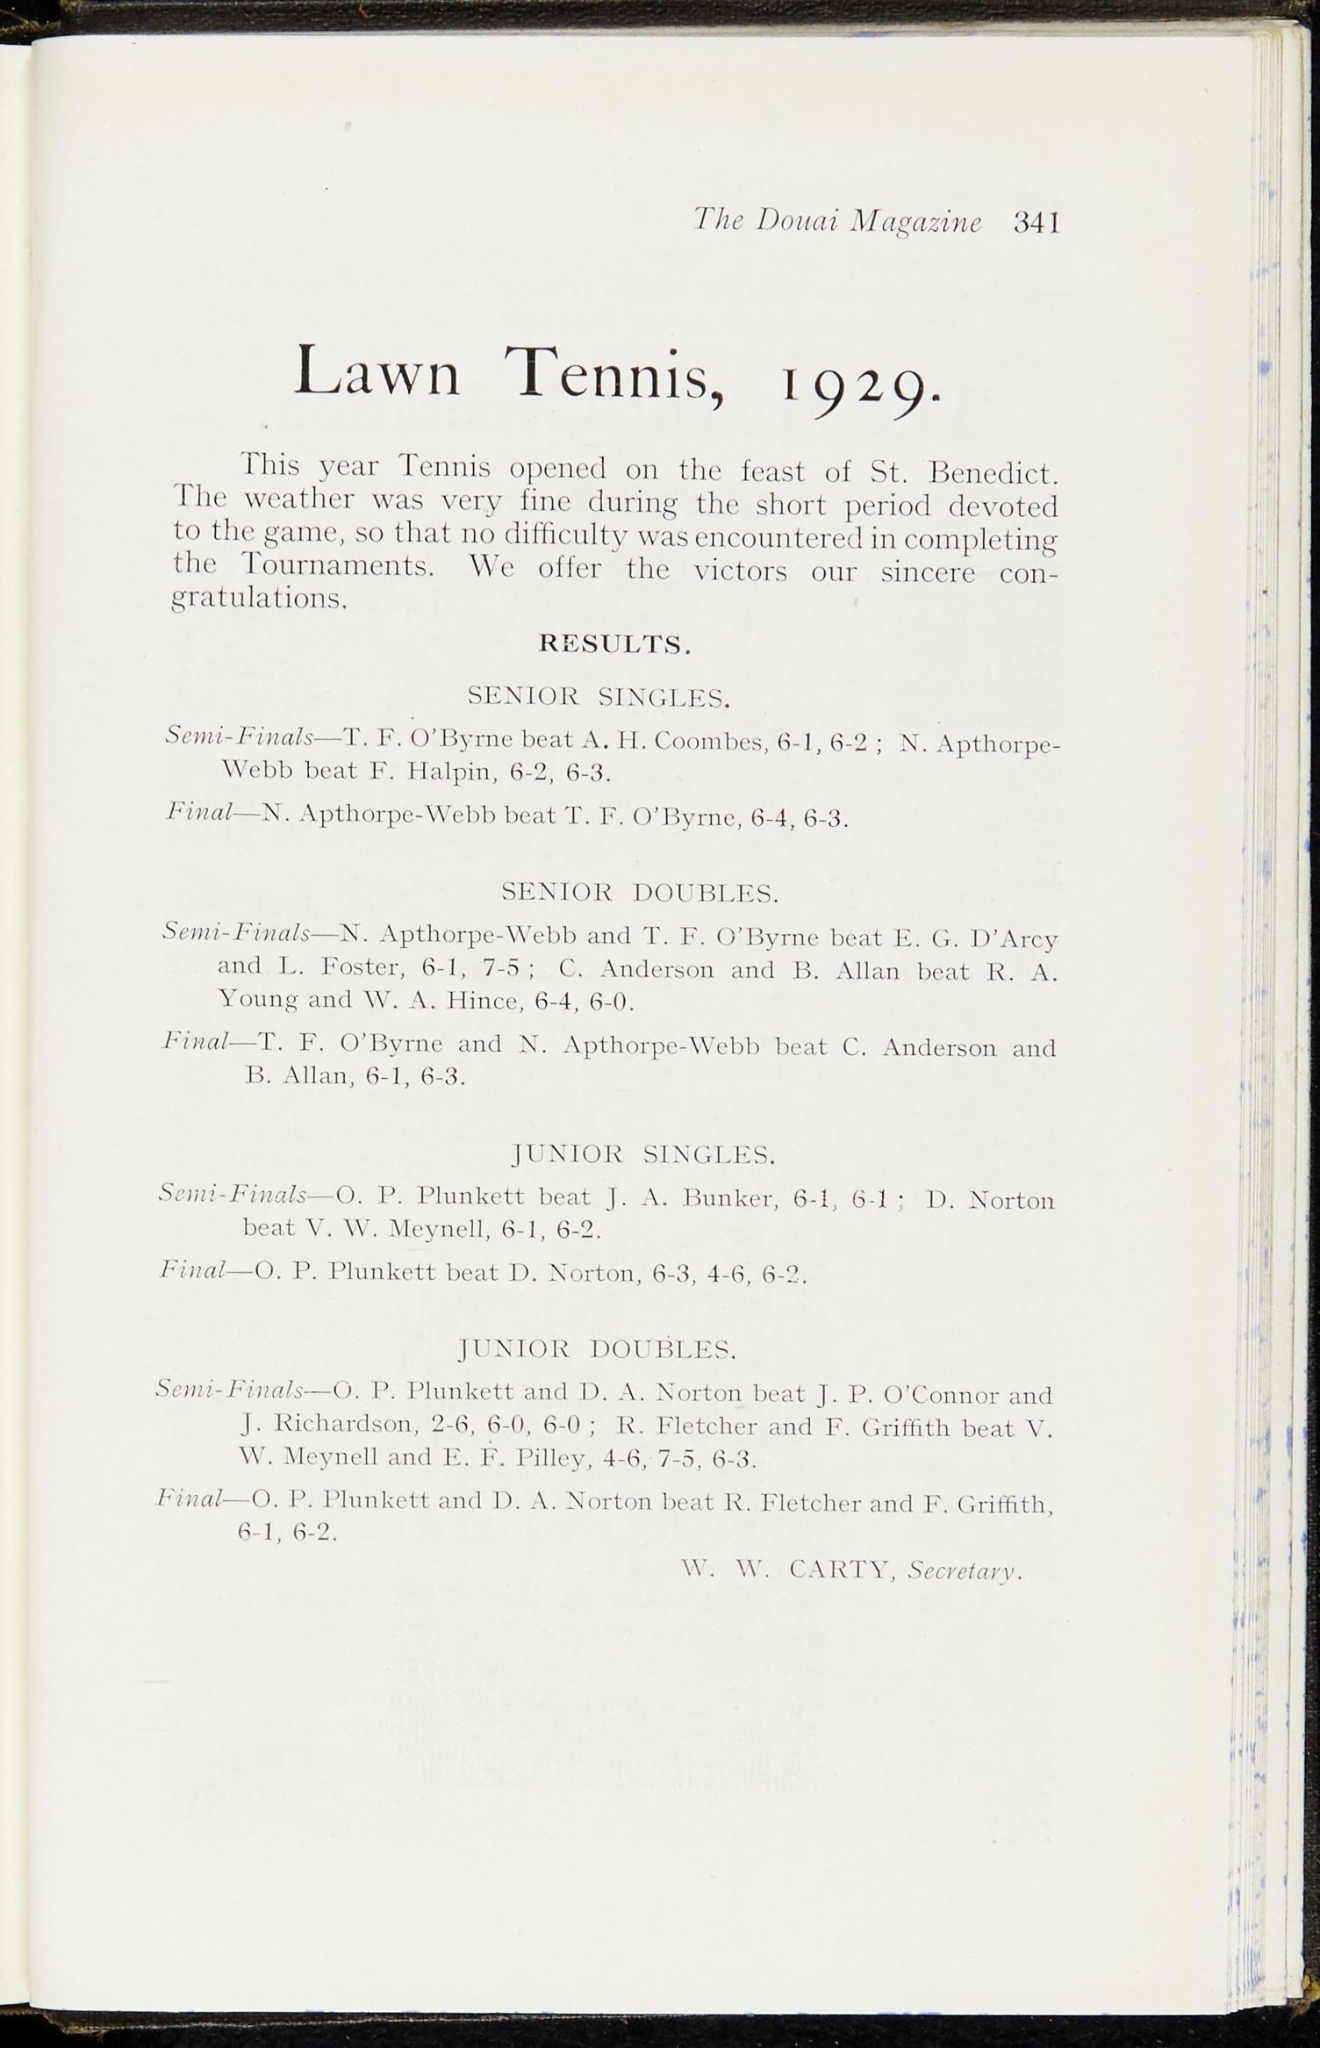 The Douai Magazine 341
Lawn Tennis, 1929.
This year Tennis opened on the feast of St. Benedict.
The weather was very fine during the short period devoted
to the game, so that no difficulty was encountered in completing
the Tournaments. We offer the victors our sincere con-
gratulations.
RESULTS.
SENIOR SINGLES.
Semi-Finals—T. F. O'Byrne beat A. H. Coombes, 6-1, 6-2 ; N. Apthorpe-
Webb beat F. Halpin, 6-2, 6-3.
Final—N. Apthorpe-Webb beat T. F. O'Byrne, 6-4, 6-3.
SENIOR DOUBLES.
Semi-Finals—N. Apthorpe-Webb and T. F. O'Byrne beat E. G. D'Arcy
and L. Foster, 6-1, 7-5 ; C. Anderson and B. Allan beat R. A.
Young and W. A. Hince, 6-4, 6-0.
Final—T. F. O'Byrne and N. Apthorpe-Webb beat C. Anderson and
B. Allan, 6-1, 6-3.
JUNIOR SINGLES.
Semi-Finals—O. P. Plunkett beat J. A. Bunker, 6-1, 6-1 ; D. Norton
beat V. W. Meynell, 6-1, 6-2.
Final—O. P. Plunkett beat D. Norton, 6-3, 4-6, 6-2.
JUNIOR DOUBLES.
Semi-Finals—O. P. Plunkett and D. A. Norton beat J. P. O'Connor and
J. Richardson, 2-6, 6-0, 6-0 ; R. Fletcher and F. Griffith beat V.
W. Meynell and E. F. Pilley, 4-6, 7-5, 6-3.
Final—O. P. Plunkett and D. A. Norton beat R. Fletcher and F. Griffith,
6-1, 6-2.
W. W. CARTY, Secretary.